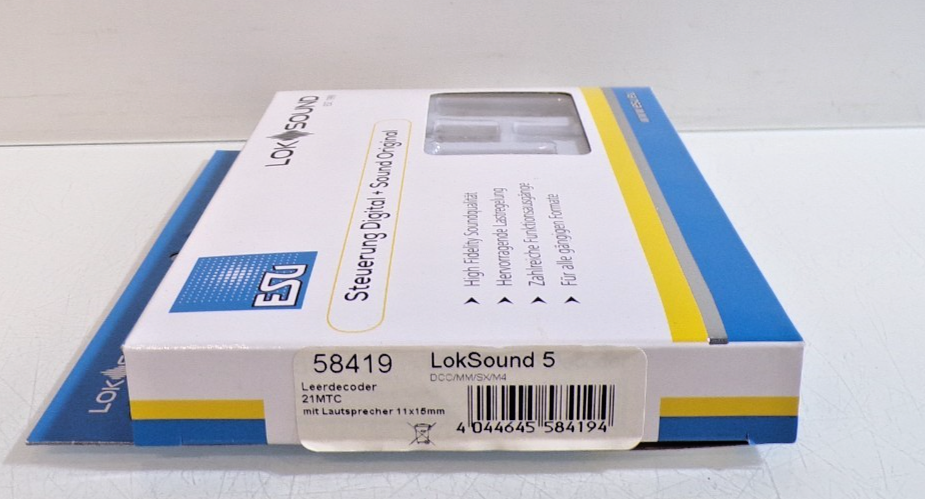 LOKSOUND
Steuerung Digital + Sound Original
ESU
High Fidelity Soundqualität
Hervorragende Lastregelung
Zahlreiche Funktionsausgänge
Für alle gängigen Formate
58419
LokSound 5
DCC/MM/SX/M4
Leerdecoder
21MTC
mit Lautsprecher 11x15mm
4 044645 584194
LOK